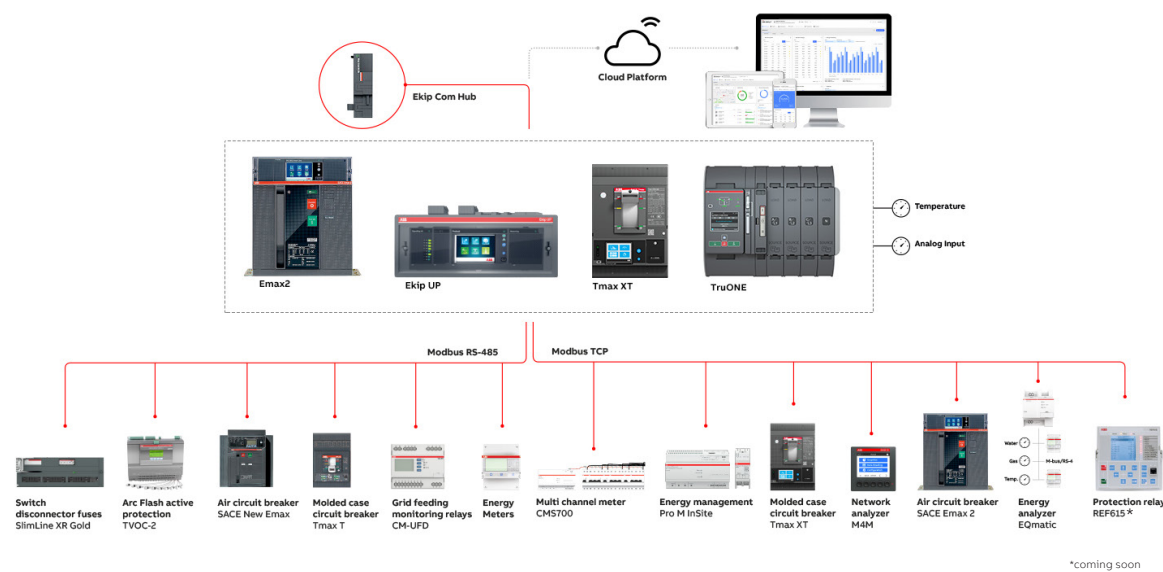 Cloud Platform
Ekip Com Hub
Temperature
Analog Input
Emax2
Ekip UP
Tmax XT
TruONE
Modbus RS-485
Modbus TCP
Water
Gas
Temp.
M-bus/RS-4
Switch
disconnector fuses
SlimLine XR Gold
Arc Flash active
protection
TVOC-2
Air circuit breaker
SACE New Emax
Molded case
circuit breaker
Tmax T
Grid feeding
monitoring relays
CM-UFD
Energy
Meters
Multi channel meter
CMS700
Energy management
Pro M InSite
Molded case
circuit breaker
Tmax XT
Network
analyzer
M4M
Air circuit breaker
SACE Emax 2
Energy
analyzer
EQmatic
Protection relay
REF615*
*coming soon